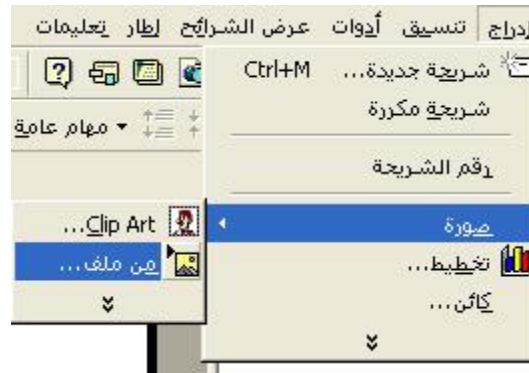 إدراج تنسيق أدوات عرض الشرائح إطار تعليمات
شريحة جديدة... Ctrl+M
شريحة مكررة
مهام عامة
رقم الشريحة
صورة
Clip Art...
تخطيط...
من ملف...
كائن...